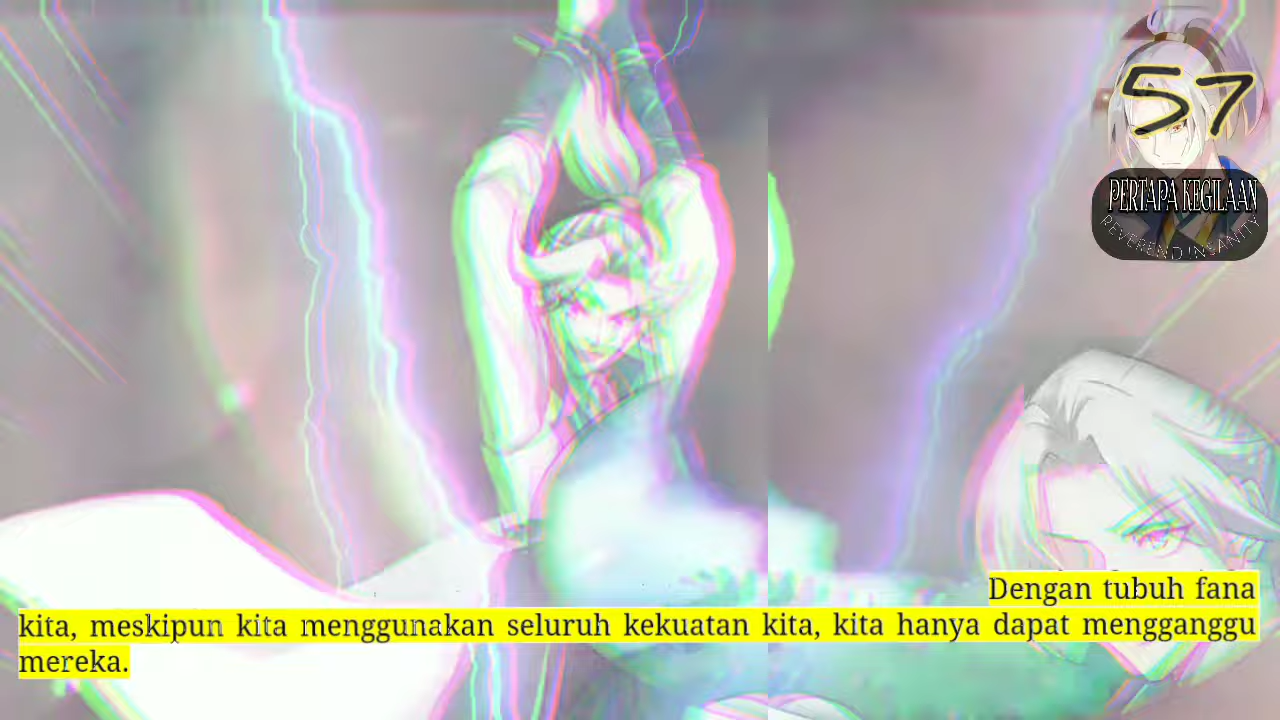 57
PERTAPA KEGILAAN
REVEREND INSANITY
Dengan tubuh fana
kita, meskipun kita menggunakan seluruh kekuatan kita, kita hanya dapat mengganggu
mereka.